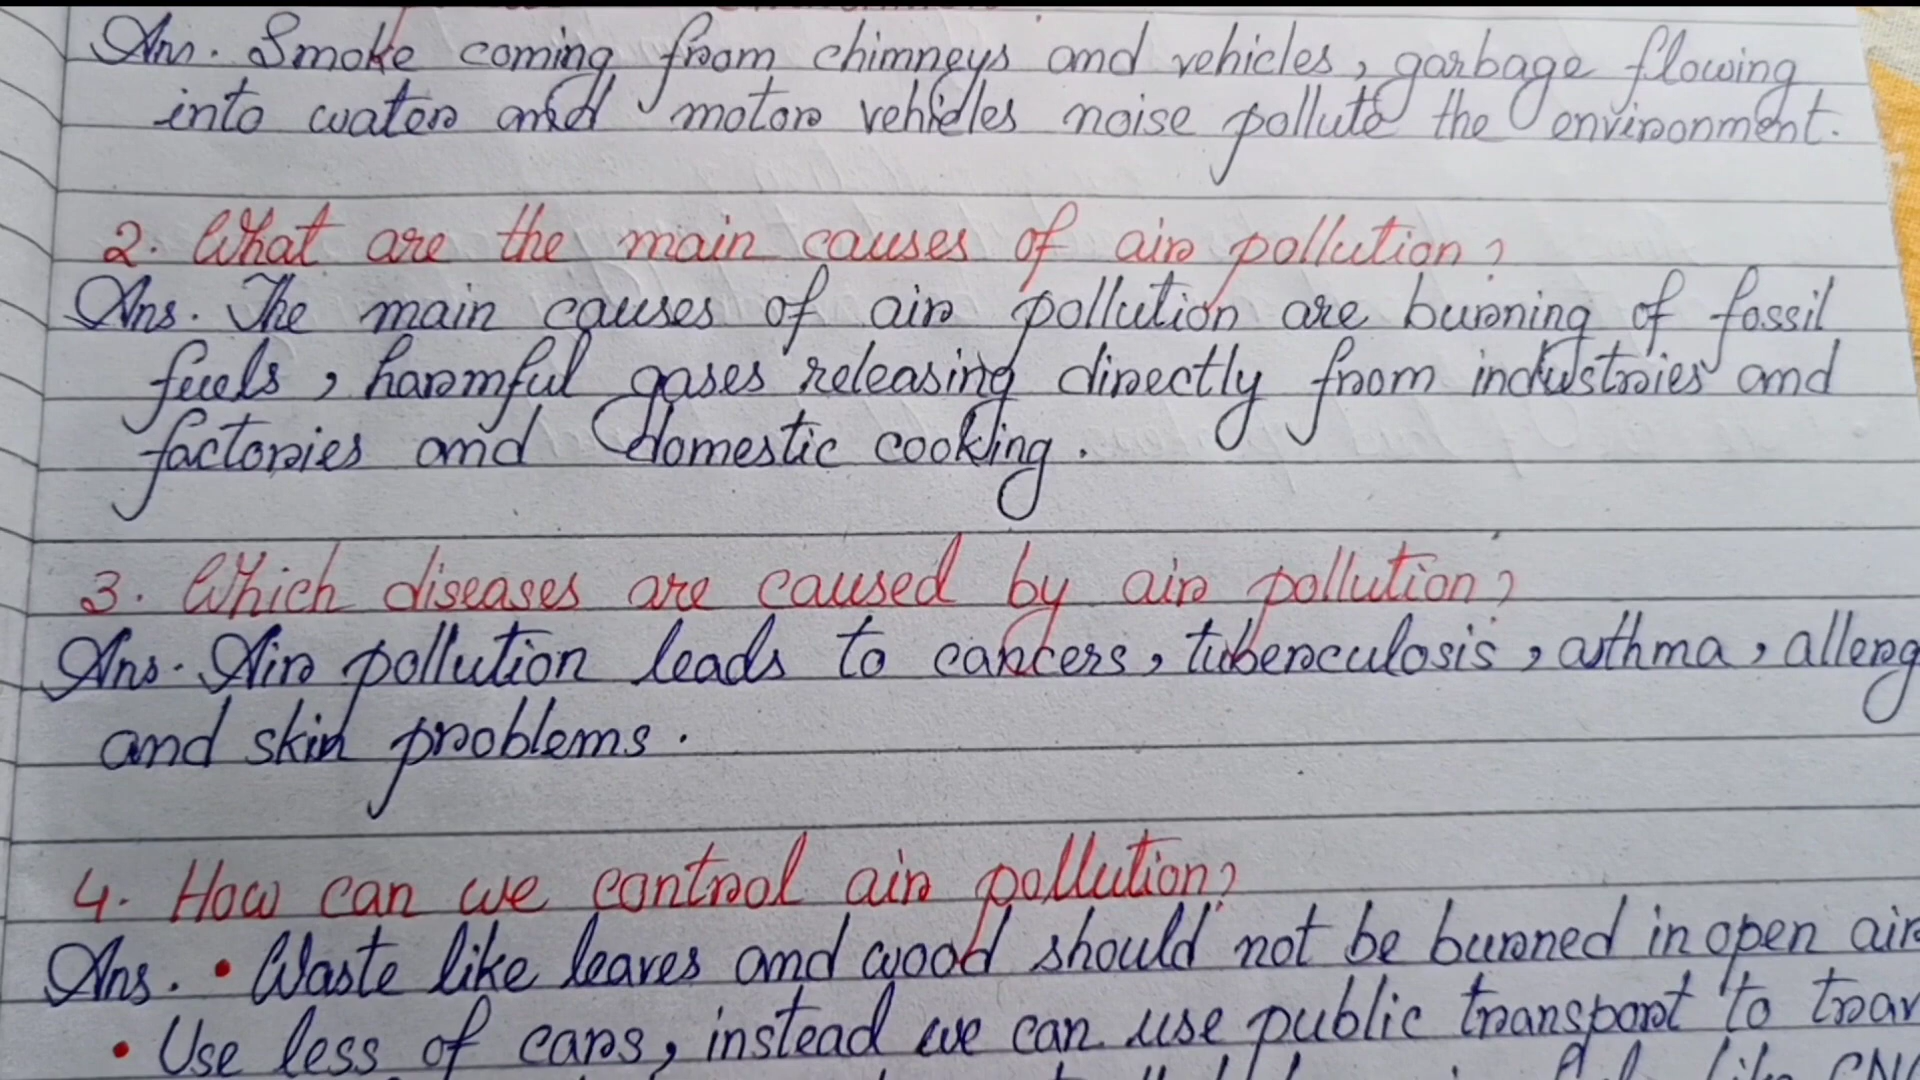 Ans. Smoke coming from chimneys and vehicles, garbage flowing
into water and motor vehicles noise pollute the environment.
2. What are the main causes of air pollution?
Ans. The main causes of air pollution are burning of fossil
fuels, harmful gases releasing directly from industries and
factories and domestic cooking.
3. Which diseases are caused by air pollution?
Ans. Air pollution leads to cancers, tuberculosis, asthma, allerg
and skin problems.
4. How can we control air pollution?
Ans. • Waste like leaves and wood should not be burned in open air
• Use less of cars, instead we can use public transport to trav
like CNG